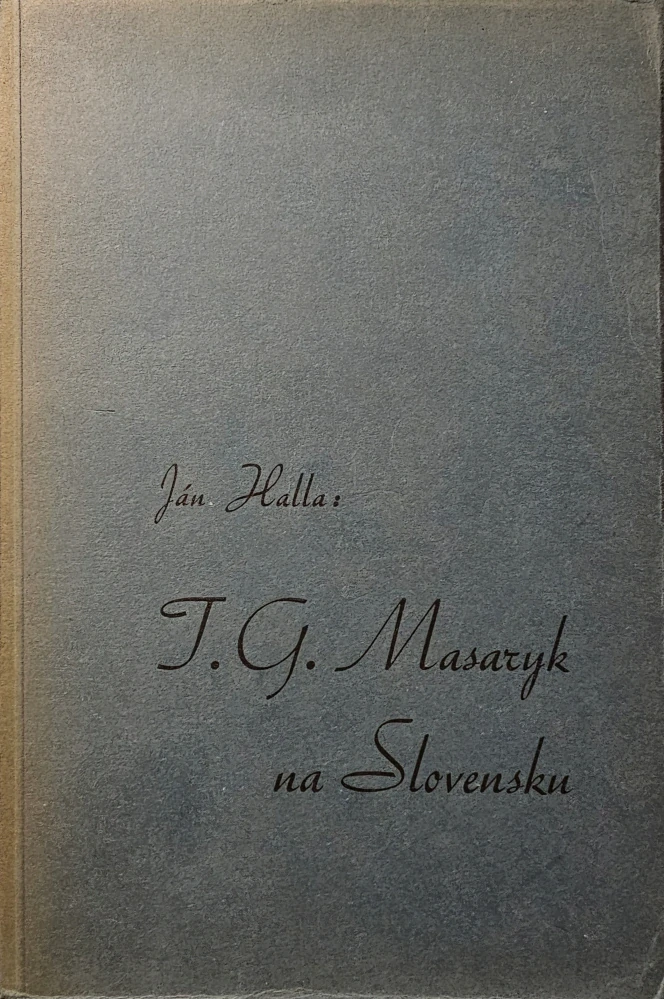 Ján Halla:
T. G. Masaryk
na Slovensku